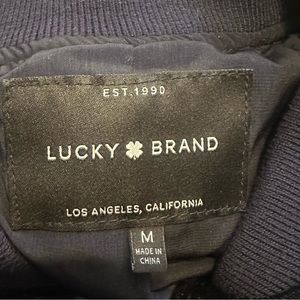 EST.1990
LUCKY BRAND
LOS ANGELES, CALIFORNIA
M
MADE IN
CHINA